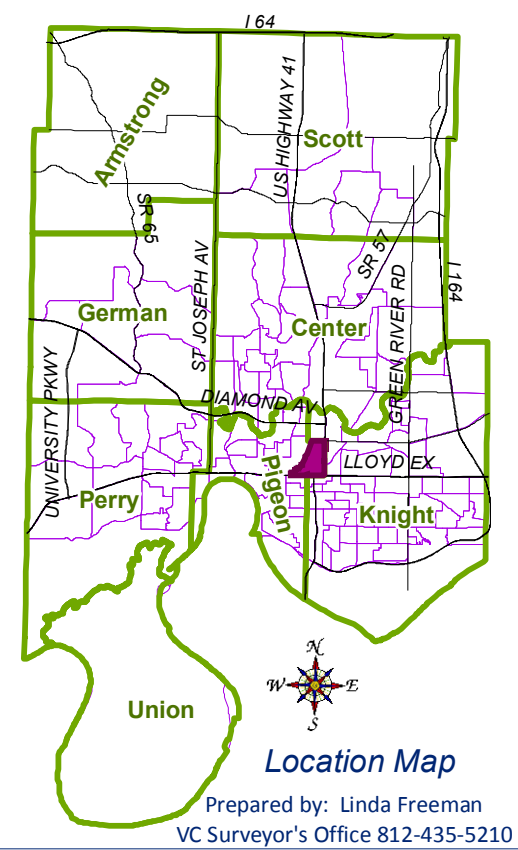 I 64
Armstrong
US HIGHWAY 41
Scott
SR 65
ST JOSEPH AV
SR 57
GREEN RIVER RD
I 164
German
Center
UNIVERSITY PKWY
DIAMOND AV
Pigeon
LLOYD EX
Perry
Knight
N
W E
S
Union
Location Map
Prepared by: Linda Freeman
VC Surveyor's Office 812-435-5210